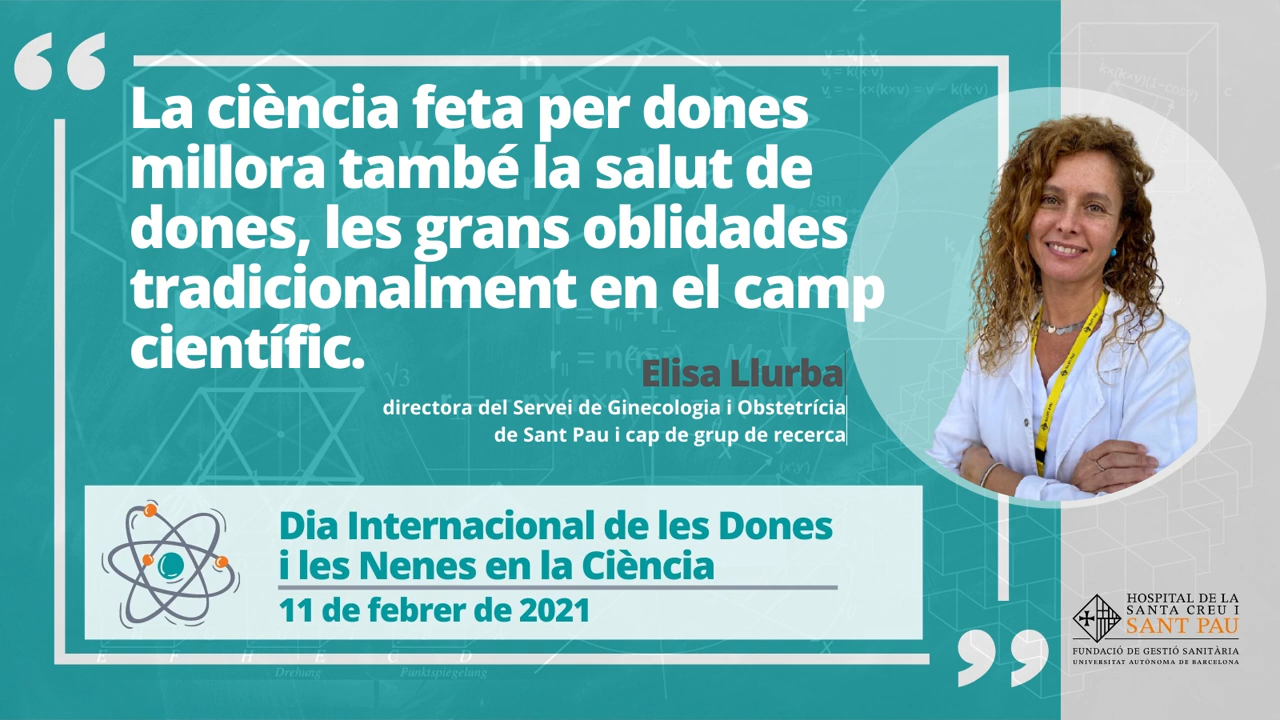 La ciència feta per dones
millora també la salut de
dones, les grans oblidades
tradicionalment en el camp
científic.
Elisa Llurba
directora del Servei de Ginecologia i Obstetrícia
de Sant Pau i cap de grup de recerca
Dia Internacional de les Dones
i les Nenes en la Ciència
11 de febrer de 2021
HOSPITAL DE LA
SANTA CREU I
SANT PAU
FUNDACIÓ DE GESTIÓ SANITÀRIA
UNIVERSITAT AUTÒNOMA DE BARCELONA
E F H E C D
Drehung Punktspiegelung